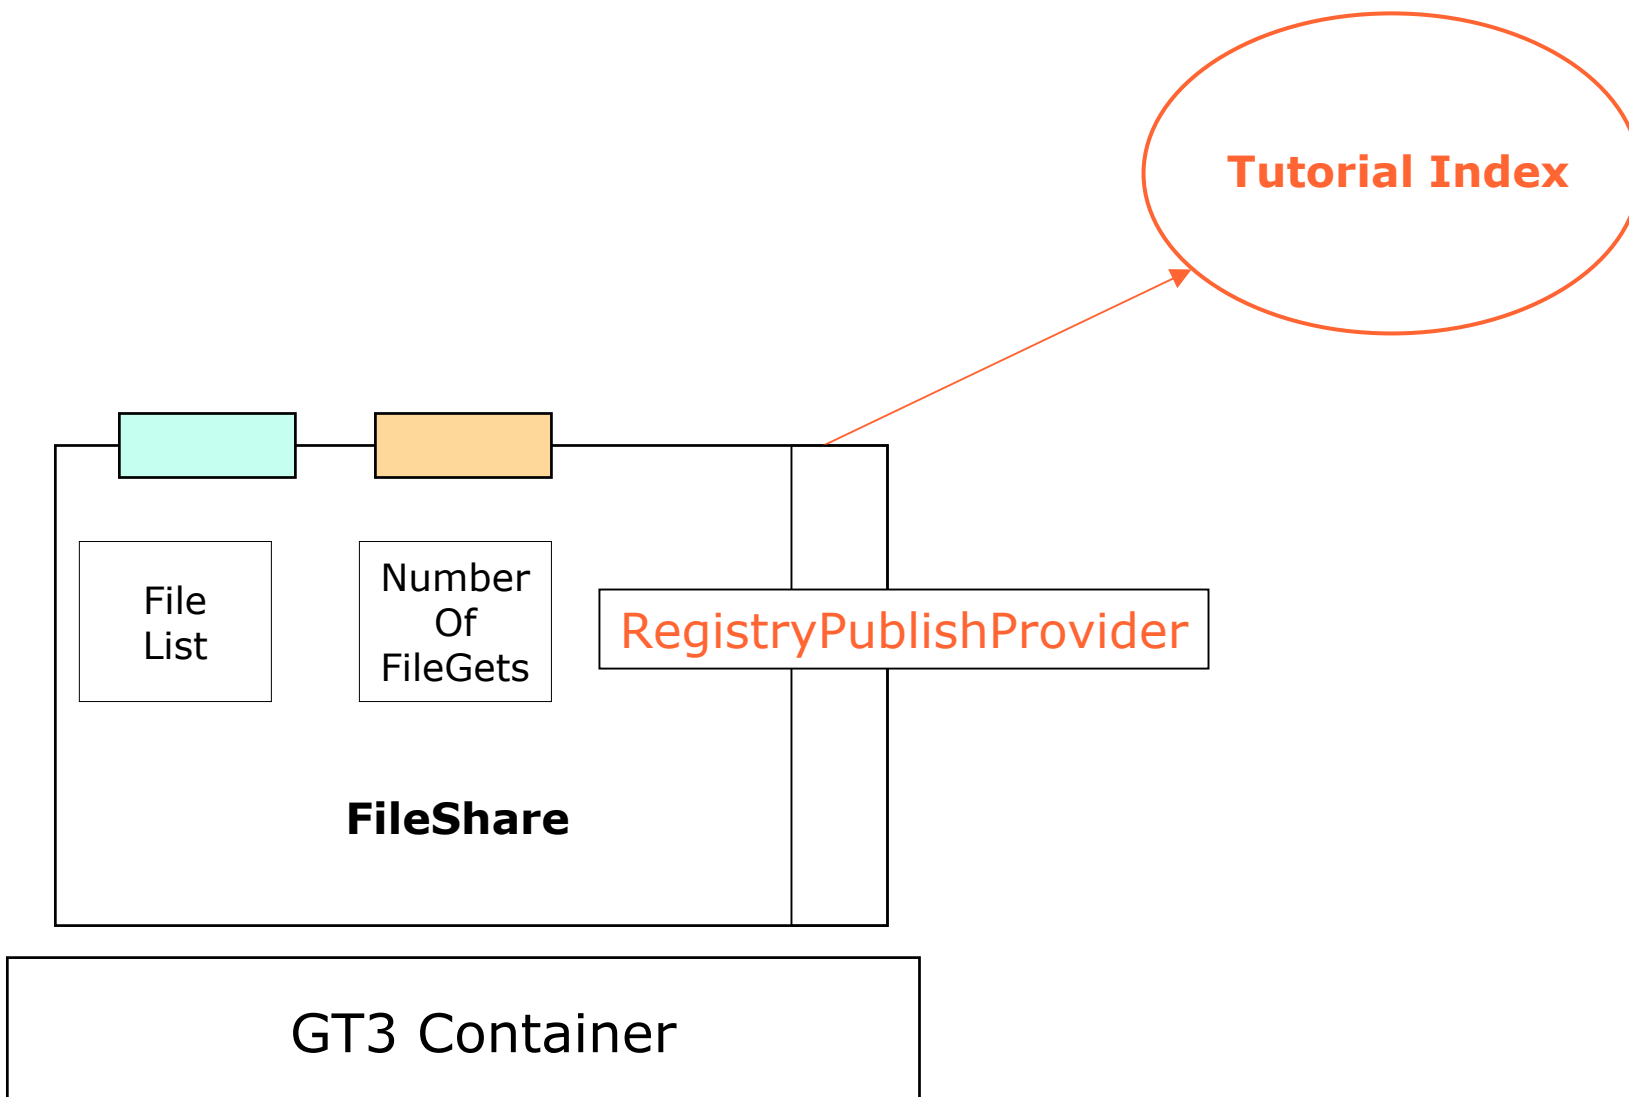 Tutorial Index
File
List
Number
Of
FileGets
RegistryPublishProvider
FileShare
GT3 Container